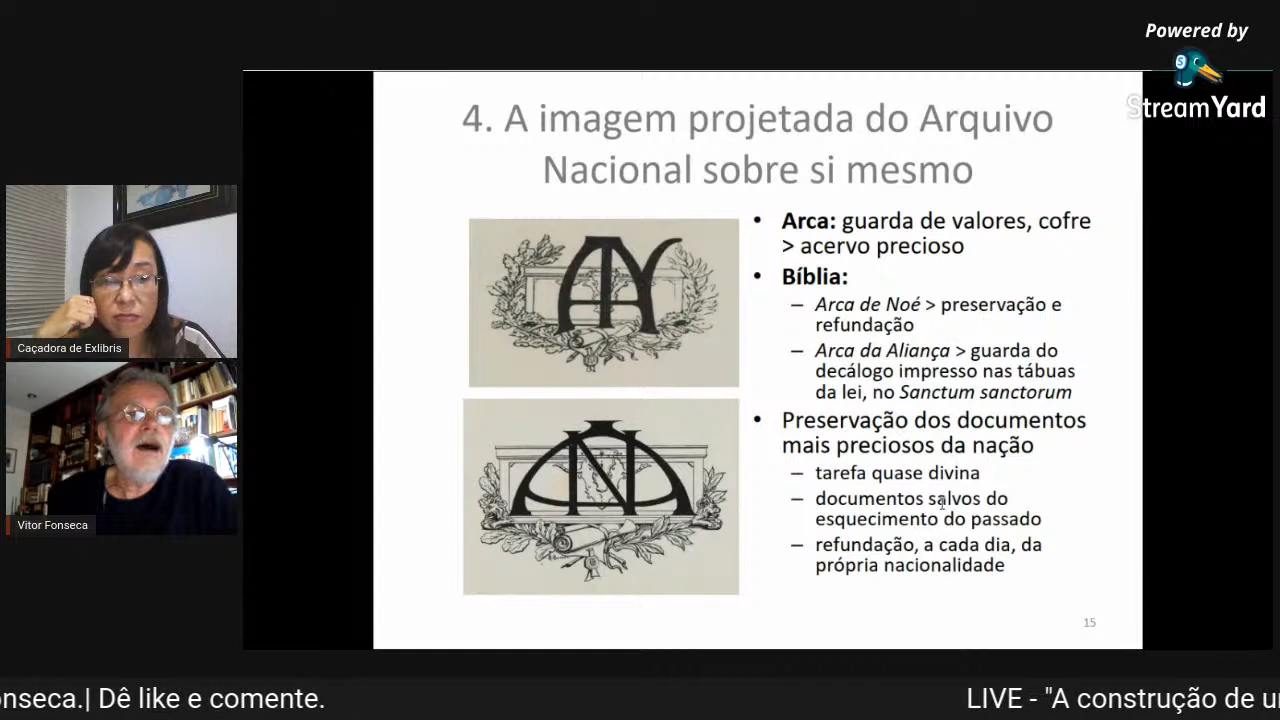 Powered by
StreamYard
4. A imagem projetada do Arquivo
Nacional sobre si mesmo
• Arca: guarda de valores, cofre
> acervo precioso
• Bíblia:
– Arca de Noé > preservação e
refundação
– Arca da Aliança > guarda do
decálogo impresso nas tábuas
da lei, no Sanctum sanctorum
• Preservação dos documentos
mais preciosos da nação
– tarefa quase divina
– documentos salvos do
esquecimento do passado
– refundação, a cada dia, da
própria nacionalidade
15
AN
AN
Caçadora de Exlibris
Vitor Fonseca
onseca.| Dê like e comente.
LIVE - "A construção de u